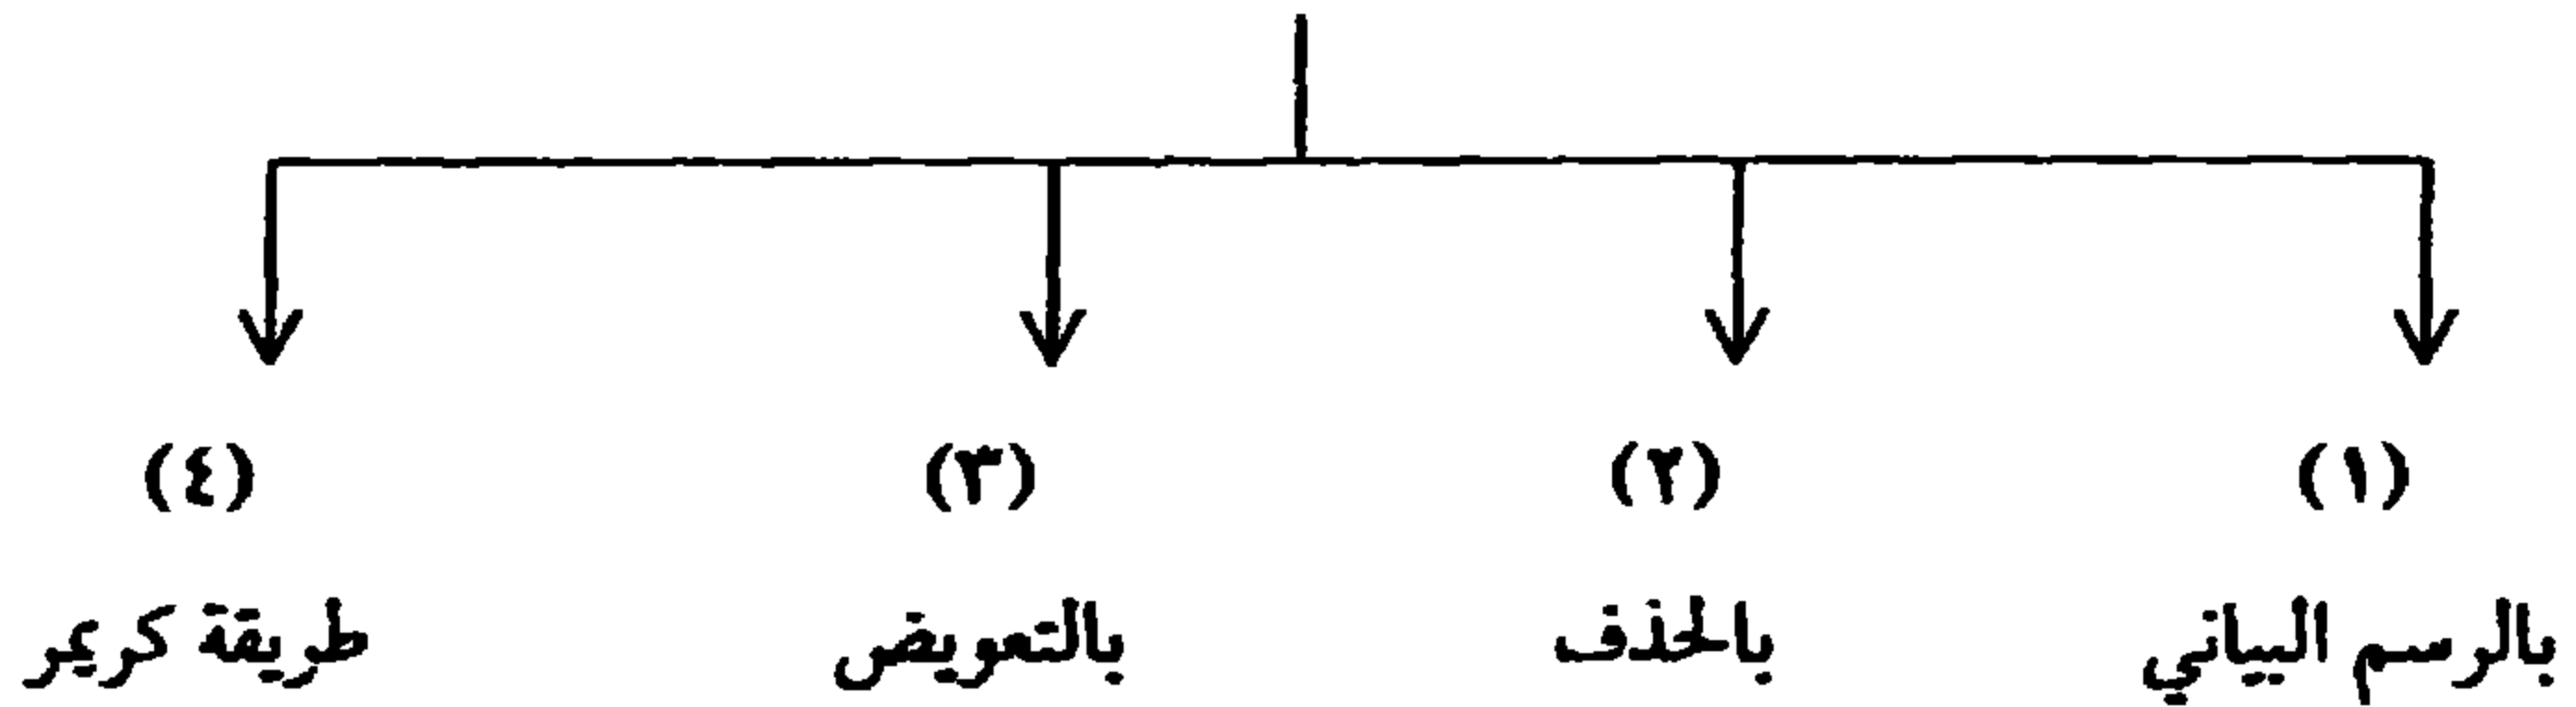 (١) (٢) (٣) (٤)
بالرسم البياني بالحذف بالتعويض طريقة كريمر